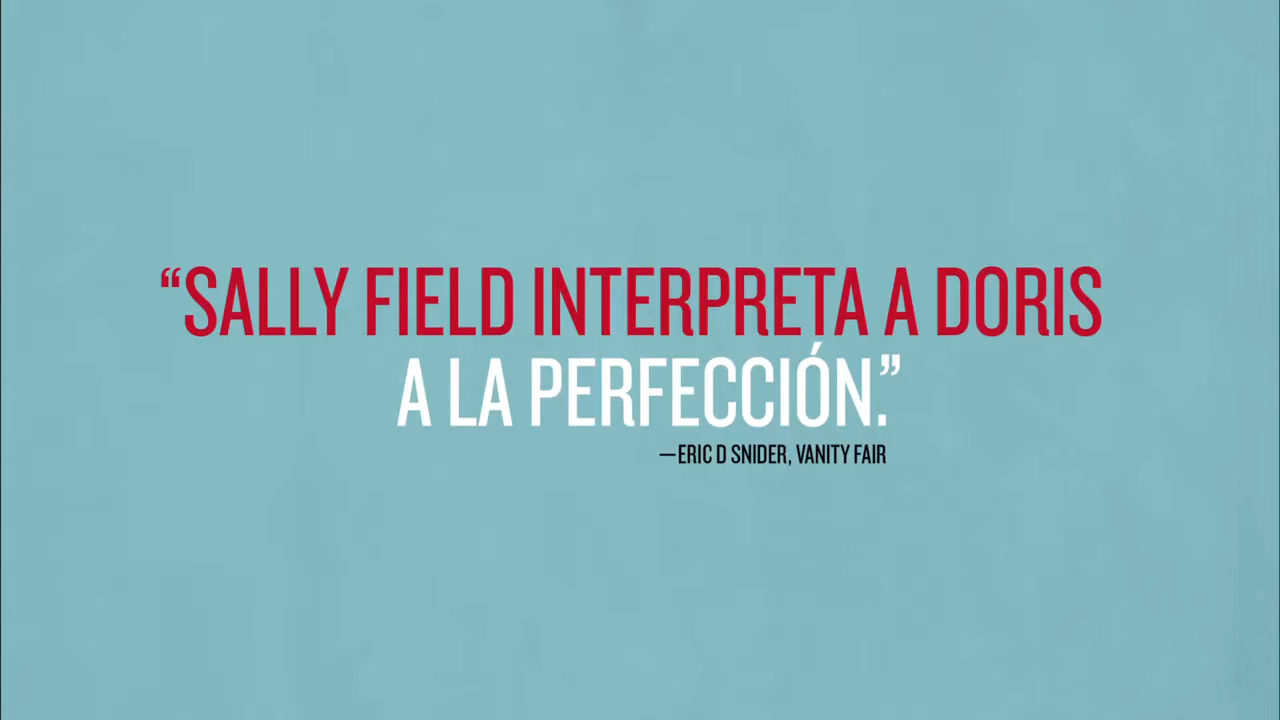 “SALLY FIELD INTERPRETA A DORIS
A LA PERFECCIÓN.”
—ERIC D SNIDER, VANITY FAIR